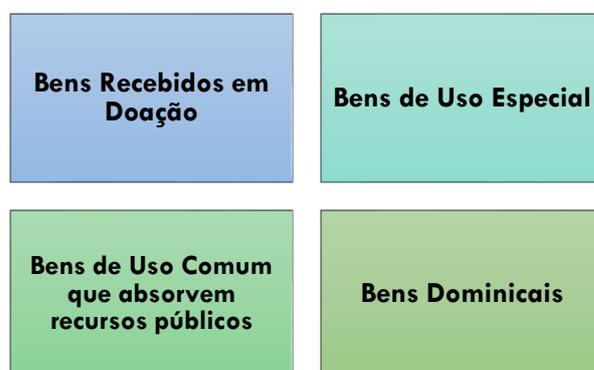 Bens Recebidos em
Doação
Bens de Uso Especial
Bens de Uso Comum
que absorvem
recursos públicos
Bens Dominicais